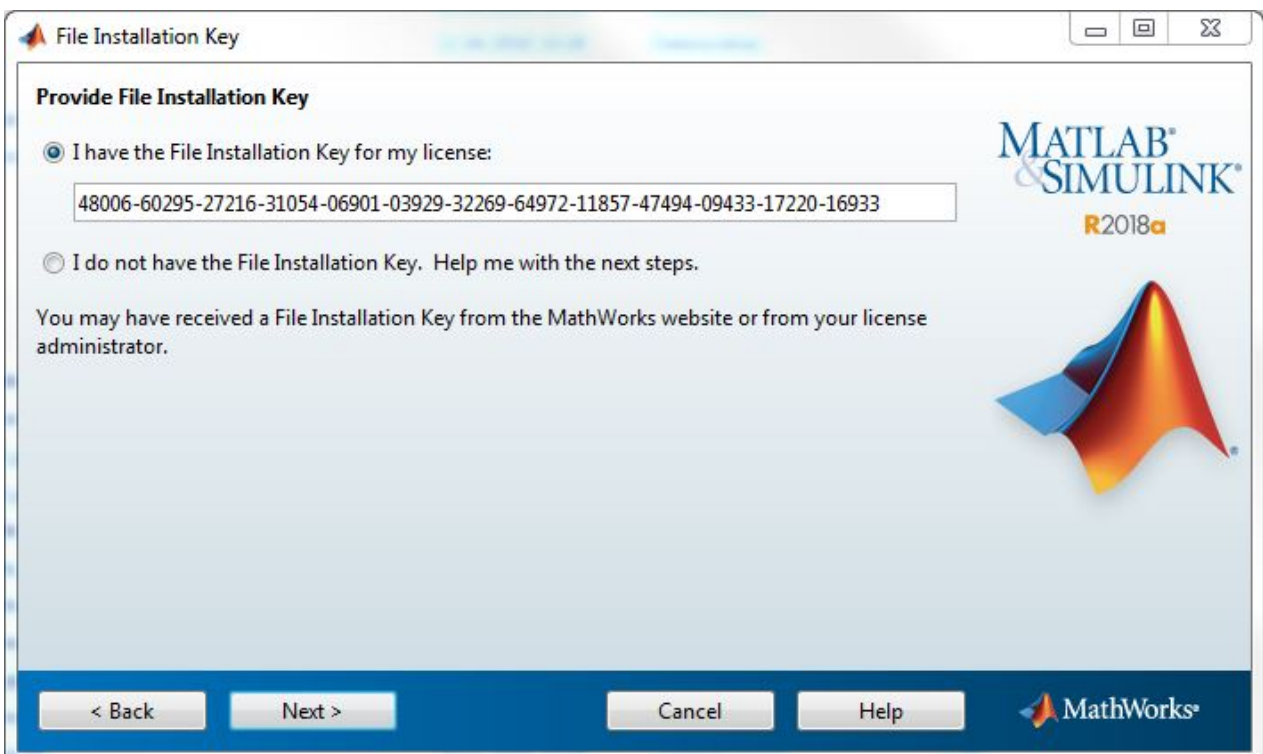 File Installation Key
Provide File Installation Key
I have the File Installation Key for my license:
48006-60295-27216-31054-06901-03929-32269-64972-11857-47494-09433-17220-16933
I do not have the File Installation Key. Help me with the next steps.
You may have received a File Installation Key from the MathWorks website or from your license
administrator.
MATLAB®
&SIMULINK®
R2018a
< Back
Next >
Cancel
Help
MathWorks®